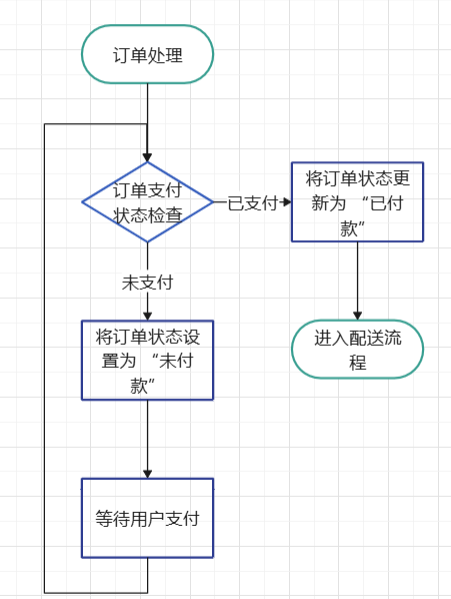 订单处理
订单支付
状态检查
已支付
将订单状态更
新为 “已付
款”
未支付
将订单状态设
置为 “未付
款”
进入配送流
程
等待用户支付